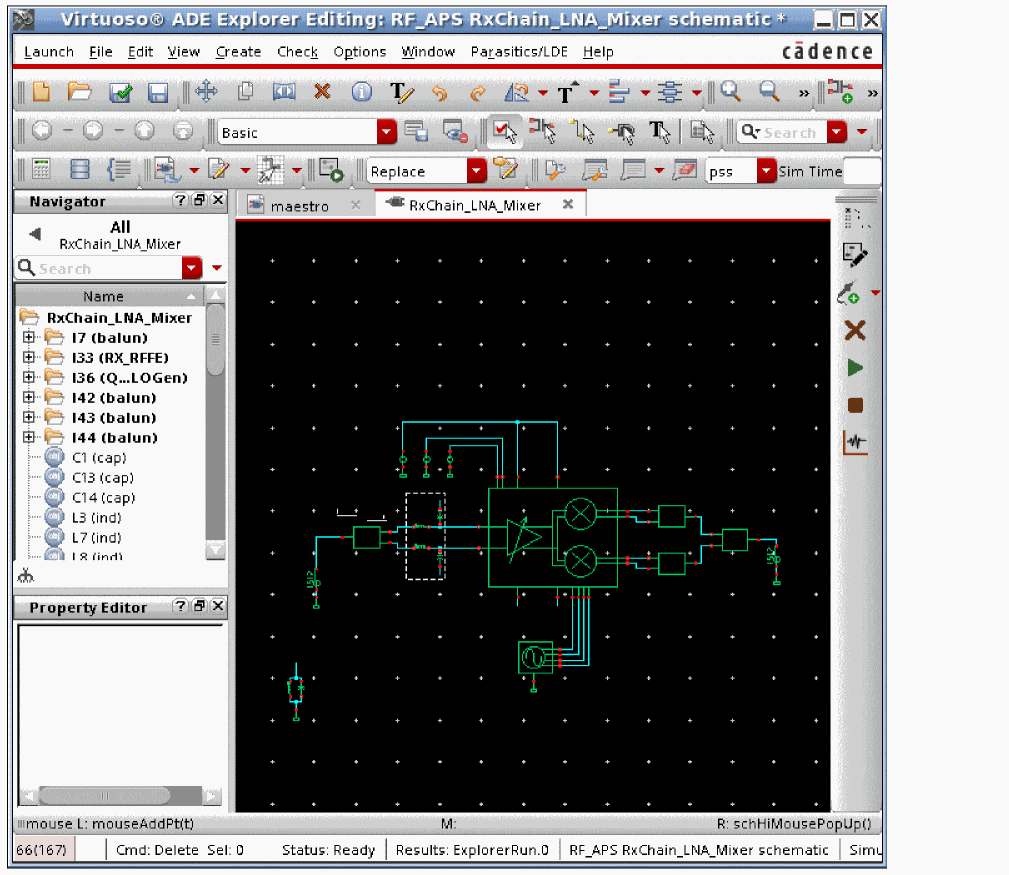 Virtuoso® ADE Explorer Editing: RF_APS RxChain_LNA_Mixer schematic *
Launch File Edit View Create Check Options Window Parasitics/LDE Help
cādence
Basic
Search
Replace
pss
Sim Time
Navigator
maestro
RxChain_LNA_Mixer
All
RxChain_LNA_Mixer
Search
Name
RxChain_LNA_Mixer
I7 (balun)
I33 (RX_RFFE)
I36 (Q...LOGen)
I42 (balun)
I43 (balun)
I44 (balun)
C1 (cap)
C13 (cap)
C14 (cap)
L3 (ind)
L7 (ind)
L8 (ind)
Property Editor
mouse L: mouseAddPt(t)
M:
R: schHiMousePopUp()
66(167)
Cmd: Delete Sel: 0
Status: Ready
Results: ExplorerRun.0
RF_APS RxChain_LNA_Mixer schematic
Simu